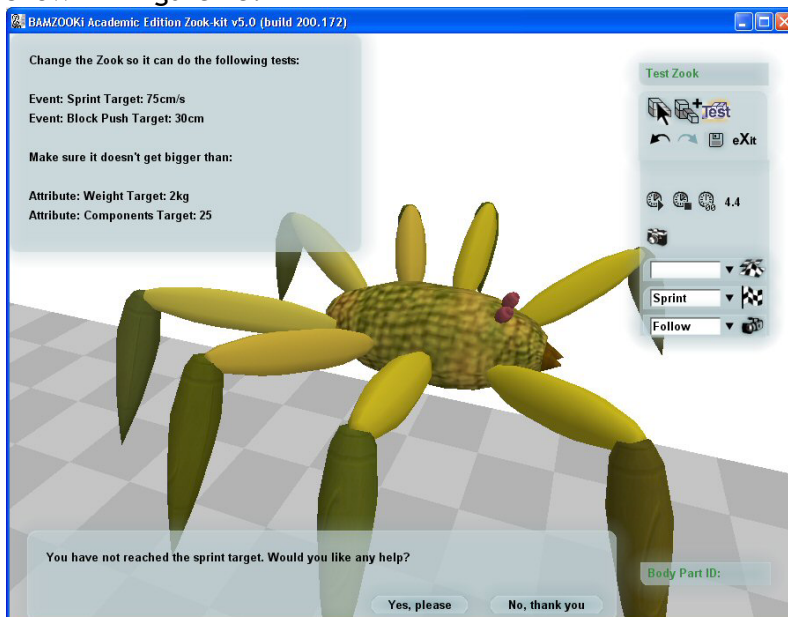 BAMZOOKi Academic Edition Zook-kit v5.0 (build 200.172)
Change the Zook so it can do the following tests:
Event: Sprint Target: 75cm/s
Event: Block Push Target: 30cm
Make sure it doesn't get bigger than:
Attribute: Weight Target: 2kg
Attribute: Components Target: 25
Test Zook
Test
eXit
4.4
Sprint
Follow
You have not reached the sprint target. Would you like any help?
Yes, please
No, thank you
Body Part ID: